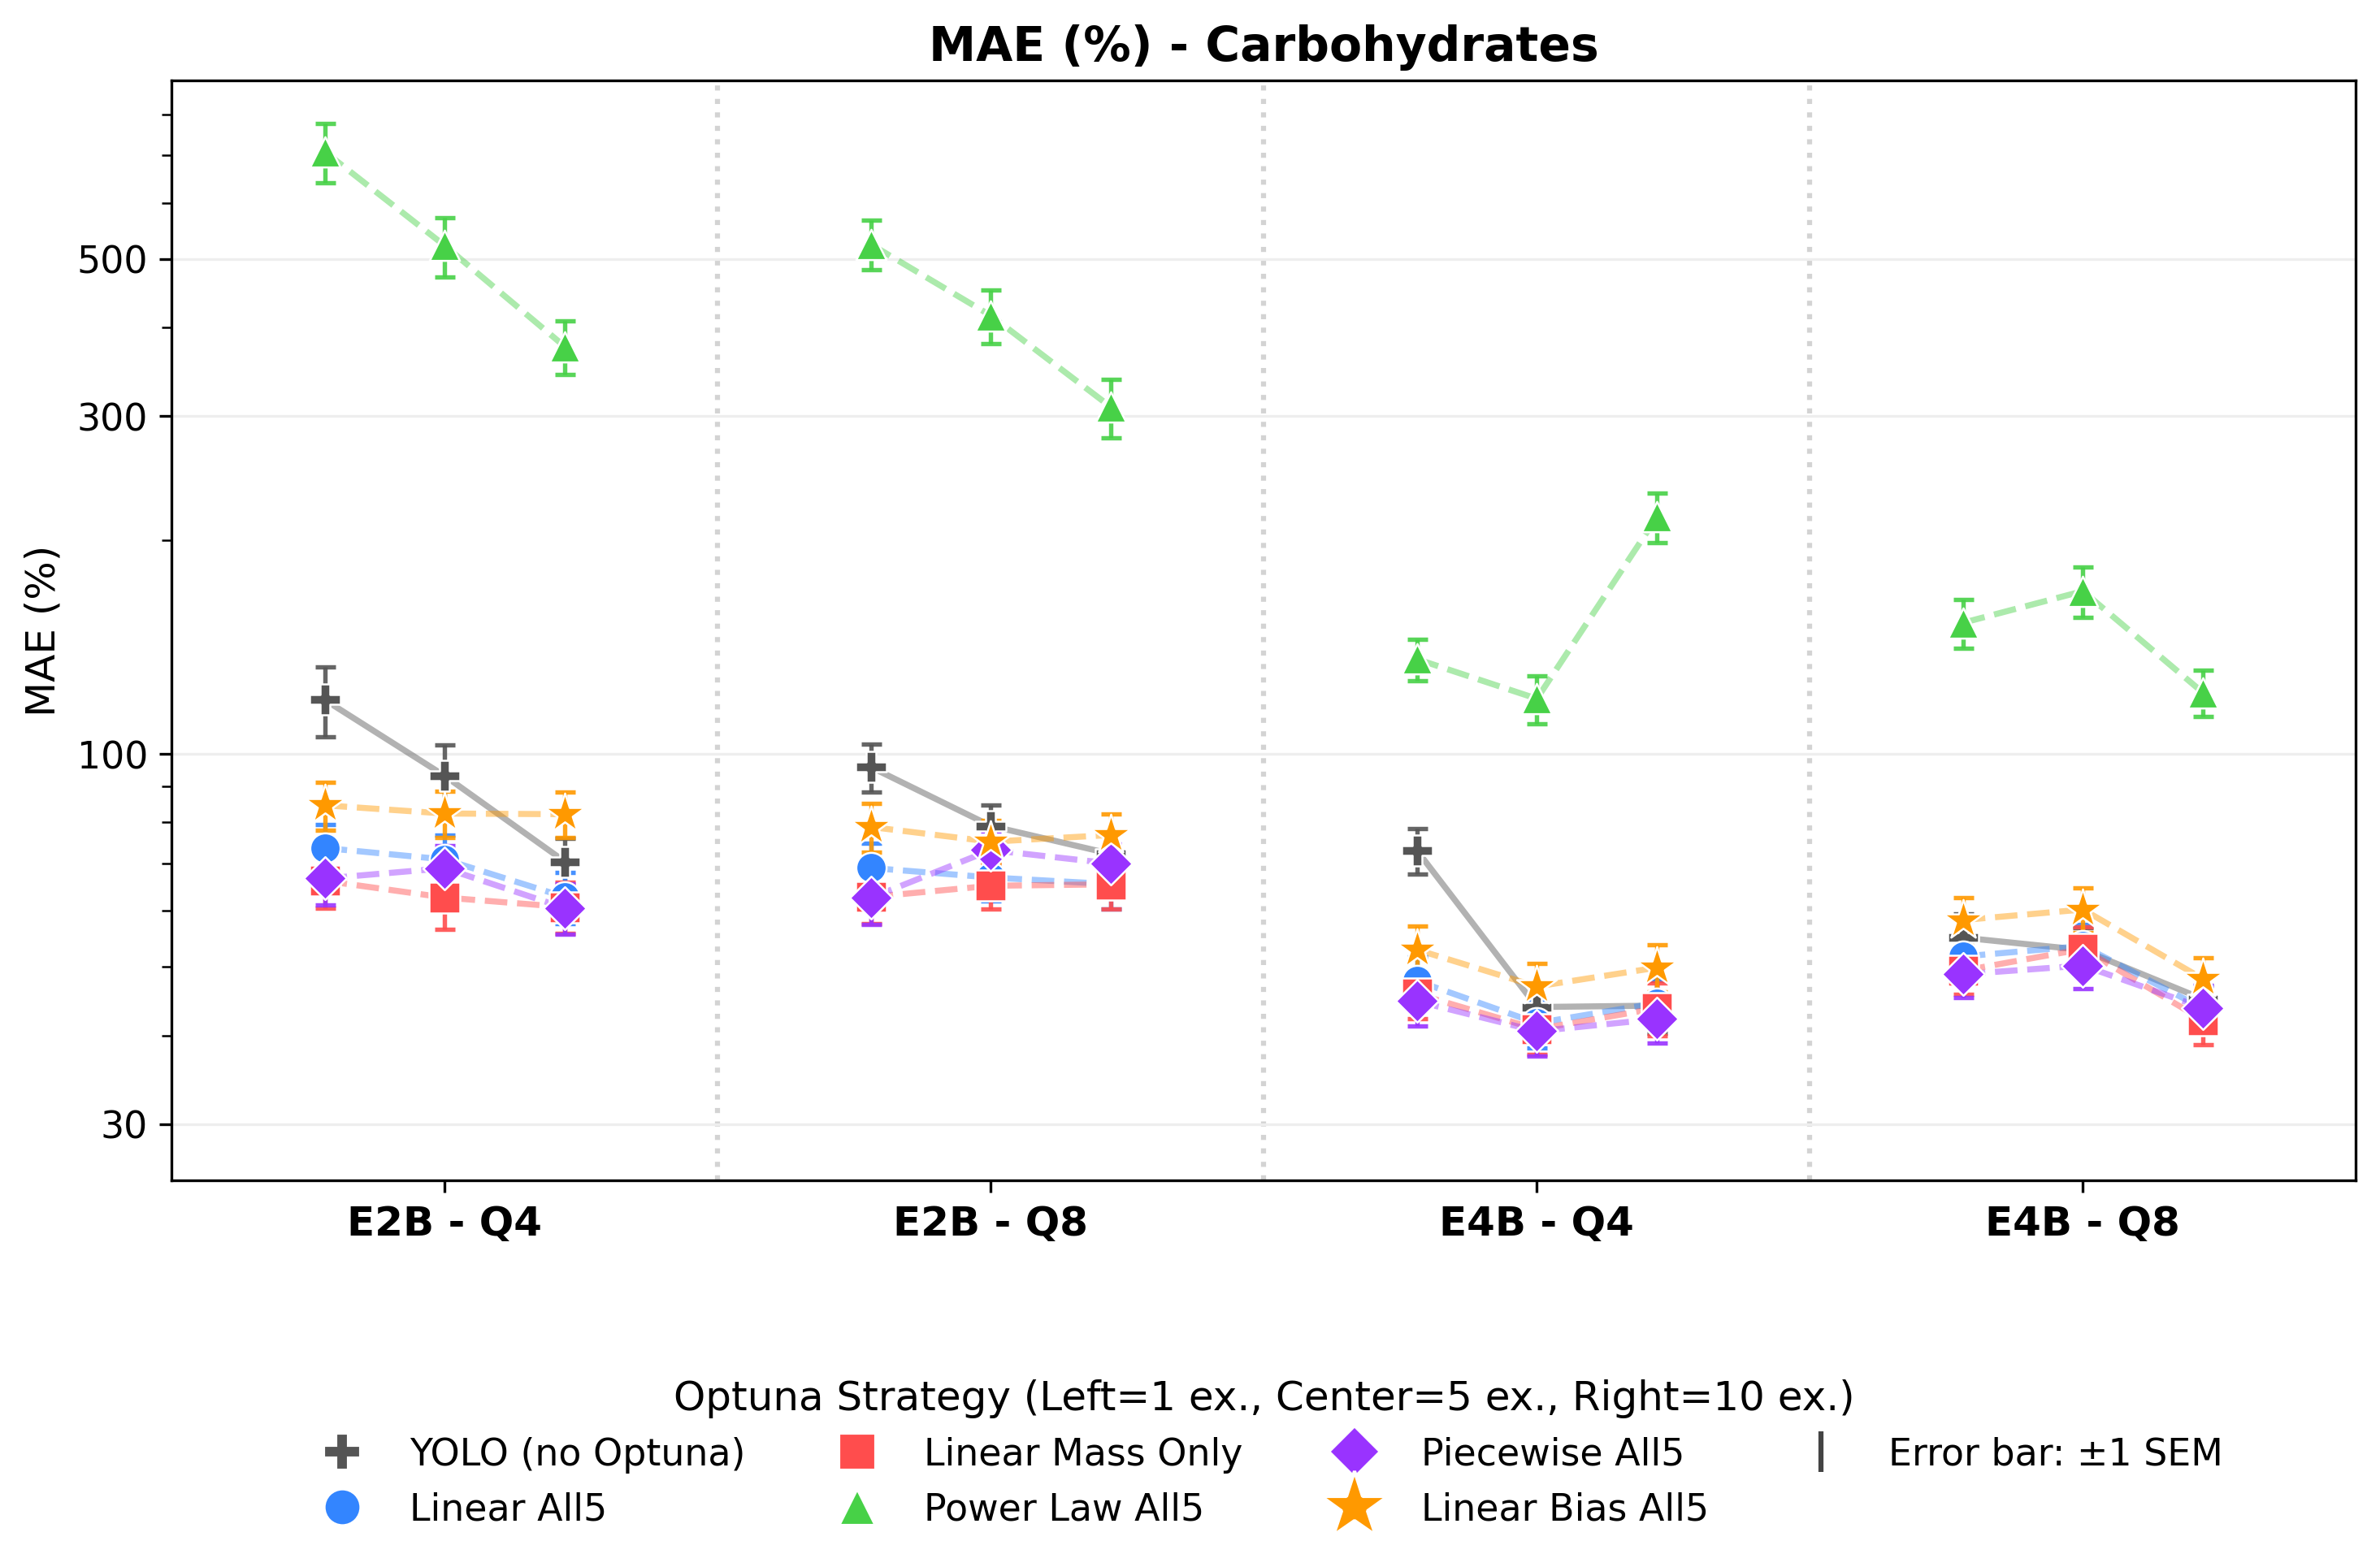 MAE (%) - Carbohydrates
MAE (%)
500
300
100
30
E2B - Q4
E2B - Q8
E4B - Q4
E4B - Q8
Optuna Strategy (Left=1 ex., Center=5 ex., Right=10 ex.)
YOLO (no Optuna)
Linear Mass Only
Piecewise All5
Error bar: ±1 SEM
Linear All5
Power Law All5
Linear Bias All5